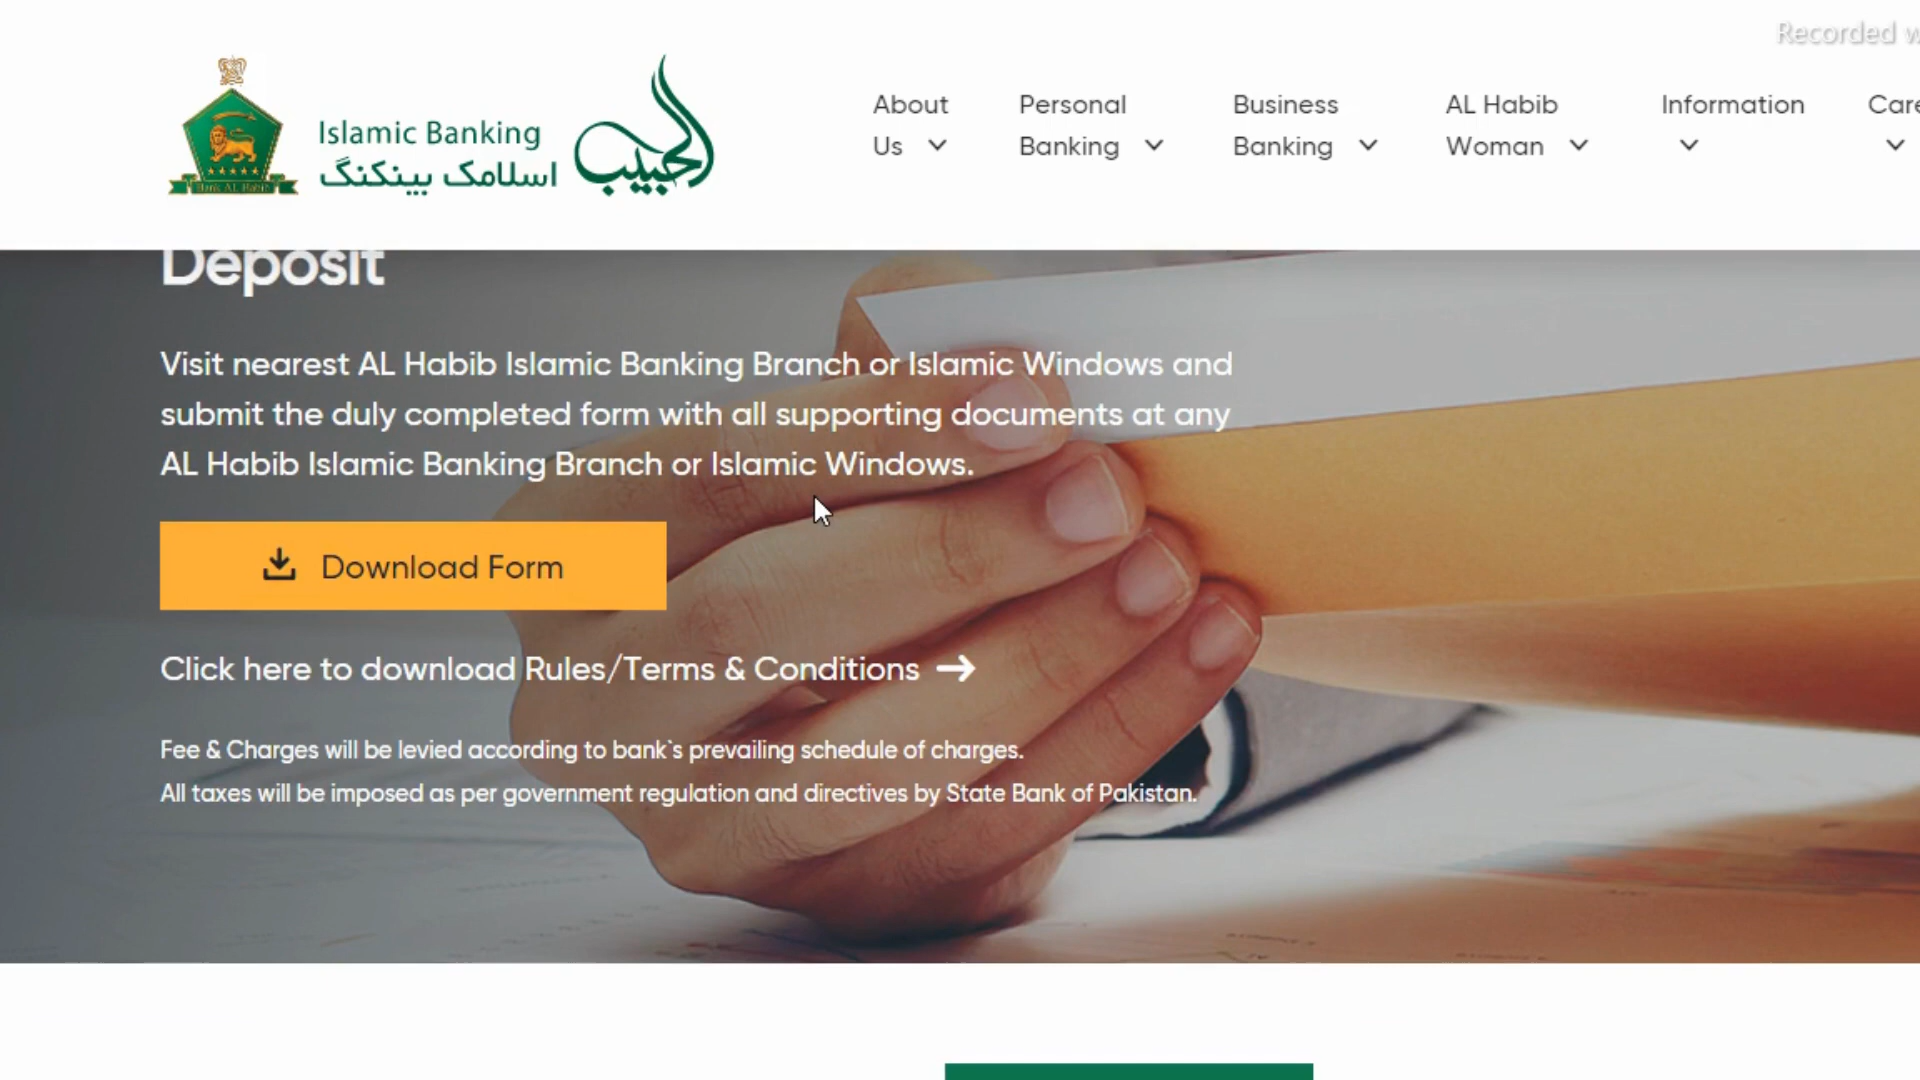 Recorded
Bank AL Habib
Islamic Banking
اسلامک بینکنگ
الحبیب
About Us
Personal Banking
Business Banking
AL Habib Woman
Information
Deposit
Visit nearest AL Habib Islamic Banking Branch or Islamic Windows and
submit the duly completed form with all supporting documents at any
AL Habib Islamic Banking Branch or Islamic Windows.
Download Form
Click here to download Rules/Terms & Conditions →
Fee & Charges will be levied according to bank`s prevailing schedule of charges.
All taxes will be imposed as per government regulation and directives by State Bank of Pakistan.